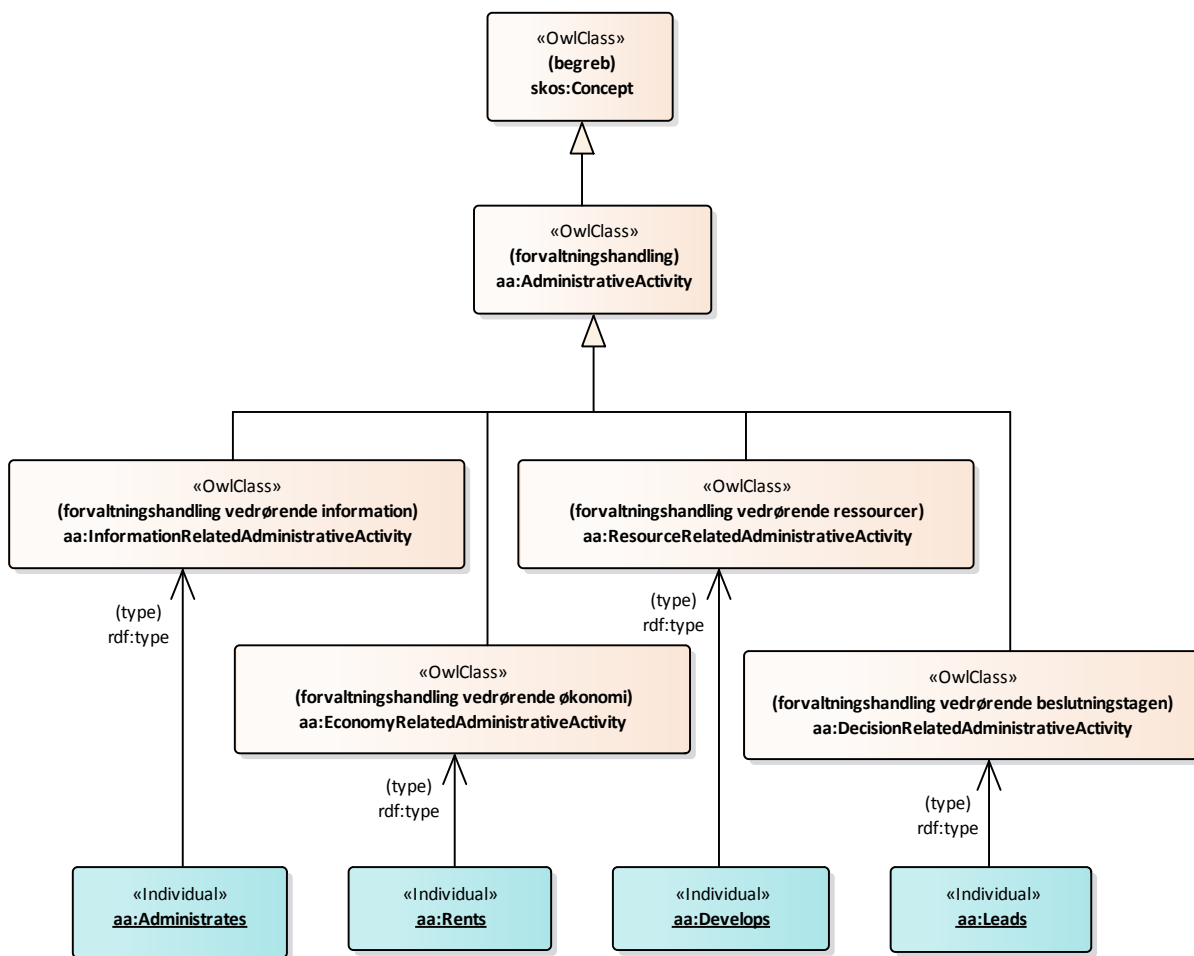 «OwlClass»
(begreb)
skos:Concept
«OwlClass»
(forvaltningshandling)
aa:AdministrativeActivity
«OwlClass»
(forvaltningshandling vedrørende information)
aa:InformationRelatedAdministrativeActivity
«OwlClass»
(forvaltningshandling vedrørende ressourcer)
aa:ResourceRelatedAdministrativeActivity
(type)
rdf:type
(type)
rdf:type
«OwlClass»
(forvaltningshandling vedrørende økonomi)
aa:EconomyRelatedAdministrativeActivity
«OwlClass»
(forvaltningshandling vedrørende beslutningstagen)
aa:DecisionRelatedAdministrativeActivity
(type)
rdf:type
(type)
rdf:type
«Individual»
aa:Administrates
«Individual»
aa:Rents
«Individual»
aa:Develops
«Individual»
aa:Leads